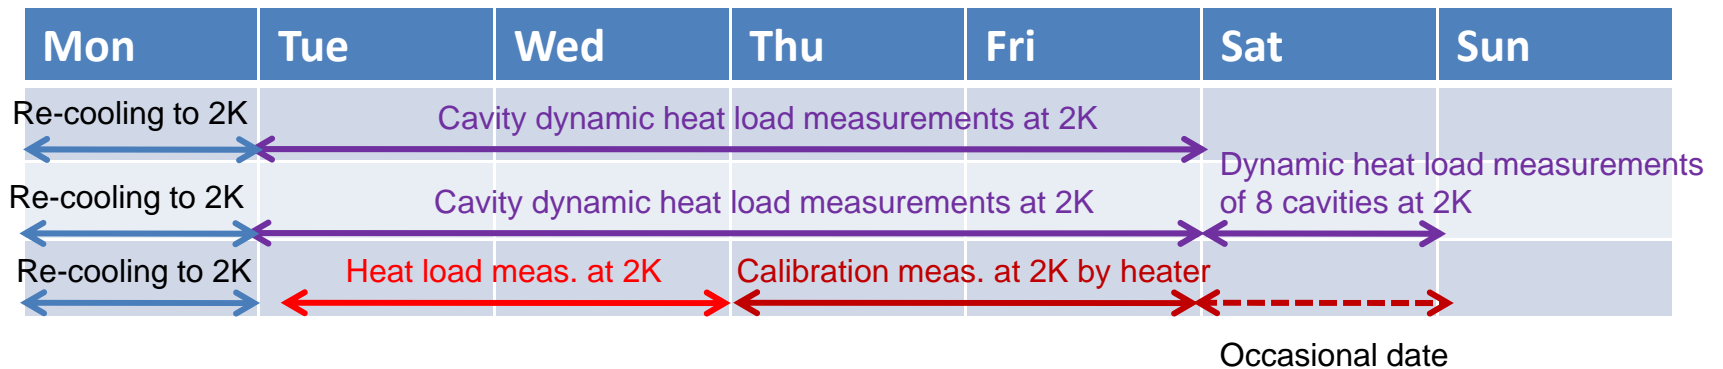 Mon Tue Wed Thu Fri Sat Sun
Re-cooling to 2K Cavity dynamic heat load measurements at 2K
Dynamic heat load measurements
of 8 cavities at 2K
Re-cooling to 2K Cavity dynamic heat load measurements at 2K
Re-cooling to 2K Heat load meas. at 2K Calibration meas. at 2K by heater
Occasional date